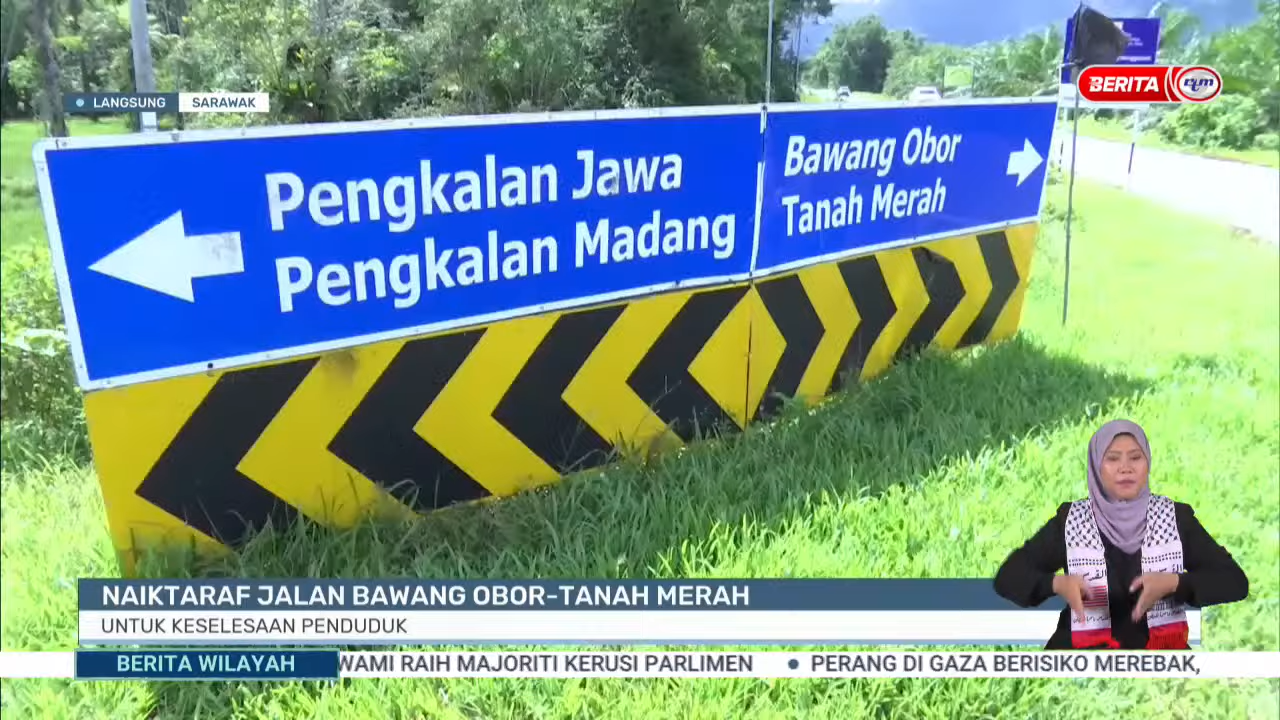 LANGSUNG SARAWAK
BERITA RTM
Pengkalan Jawa
Pengkalan Madang
Bawang Obor
Tanah Merah
NAIKTARAF JALAN BAWANG OBOR-TANAH MERAH
UNTUK KESELESAAN PENDUDUK
BERITA WILAYAH WAMI RAIH MAJORITI KERUSI PARLIMEN • PERANG DI GAZA BERISIKO MEREBAK,